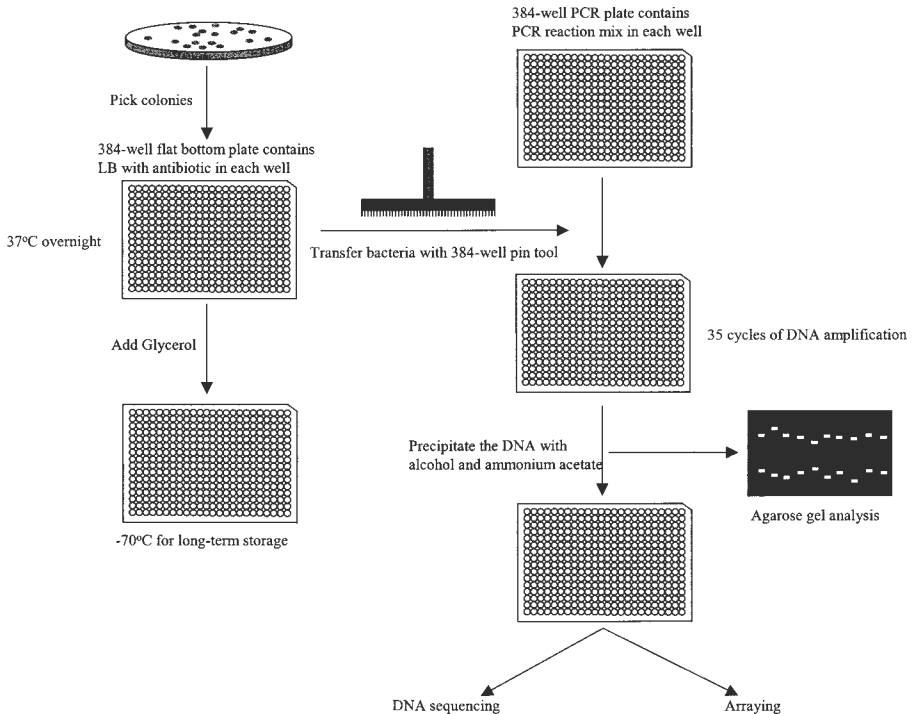 384-well PCR plate contains
PCR reaction mix in each well
Pick colonies
384-well flat bottom plate contains
LB with antibiotic in each well
37°C overnight
Transfer bacteria with 384-well pin tool
Add Glycerol
35 cycles of DNA amplification
Precipitate the DNA with
alcohol and ammonium acetate
Agarose gel analysis
-70°C for long-term storage
DNA sequencing
Arraying